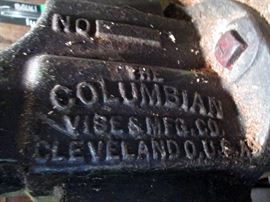 NO
THE
COLUMBIAN
VISE & MFG. CO.
CLEVELAND O. U.S.A